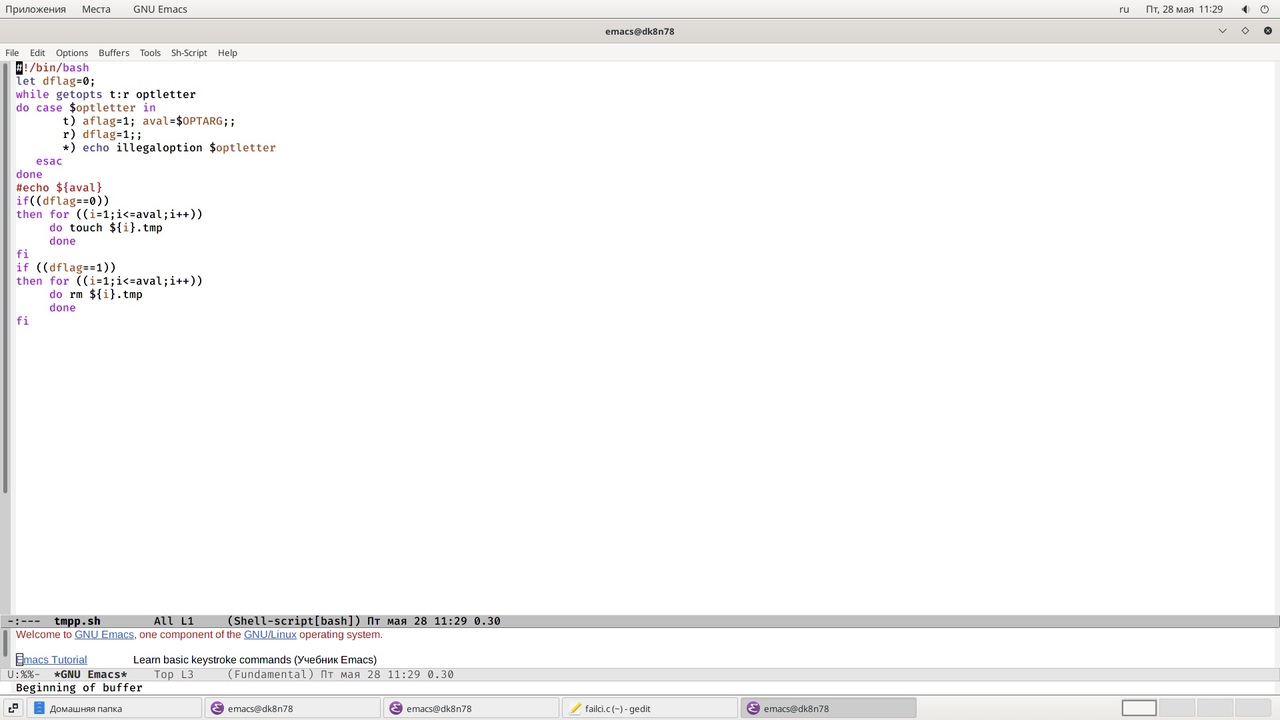 Приложения Места GNU Emacs ru Пт, 28 мая 11:29
emacs@dk8n78
File Edit Options Buffers Tools Sh-Script Help
#!/bin/bash
let dflag=0;
while getopts t:r optletter
do case $optletter in
t) aflag=1; aval=$OPTARG;;
r) dflag=1;;
*) echo illegaloption $optletter
esac
done
#echo ${aval}
if((dflag==0))
then for ((i=1;i<=aval;i++))
do touch ${i}.tmp
done
fi
if ((dflag==1))
then for ((i=1;i<=aval;i++))
do rm ${i}.tmp
done
fi
-:--- tmpp.sh All L1 (Shell-script[bash]) Пт мая 28 11:29 0.30
Welcome to GNU Emacs, one component of the GNU/Linux operating system.
Emacs Tutorial Learn basic keystroke commands (Учебник Emacs)
U:%%- *GNU Emacs* Top L3 (Fundamental) Пт мая 28 11:29 0.30
Beginning of buffer
Домашняя папка emacs@dk8n78 emacs@dk8n78 failci.c (~) - gedit emacs@dk8n78